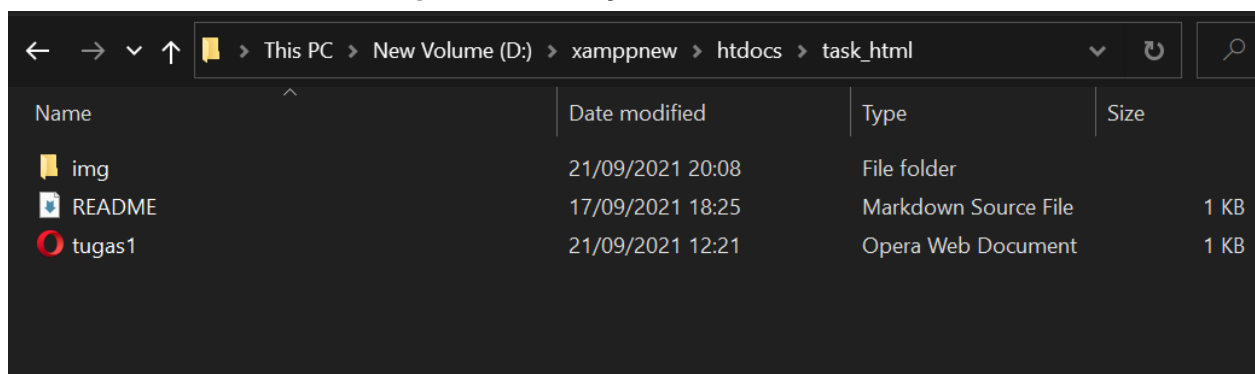 This PC > New Volume (D:) > xamppnew > htdocs > task_html
Name Date modified Type Size
img 21/09/2021 20:08 File folder
README 17/09/2021 18:25 Markdown Source File 1 KB
tugas1 21/09/2021 12:21 Opera Web Document 1 KB